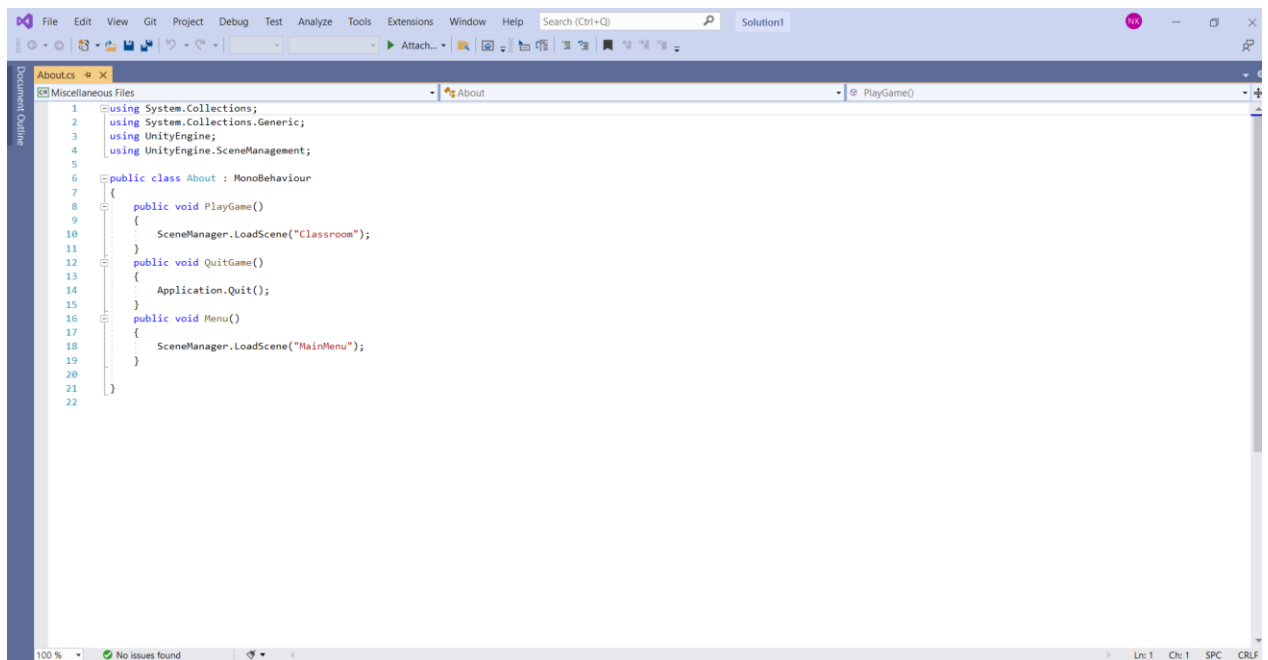 File Edit View Git Project Debug Test Analyze Tools Extensions Window Help Search (Ctrl+Q) Solution1 NK
Attach...
Document Outline
About.cs
C# Miscellaneous Files About PlayGame()
1 using System.Collections;
2 using System.Collections.Generic;
3 using UnityEngine;
4 using UnityEngine.SceneManagement;
5
6 public class About : MonoBehaviour
7 {
8 public void PlayGame()
9 {
10 SceneManager.LoadScene("Classroom");
11 }
12 public void QuitGame()
13 {
14 Application.Quit();
15 }
16 public void Menu()
17 {
18 SceneManager.LoadScene("MainMenu");
19 }
20
21 }
22
100 % No issues found Ln: 1 Ch: 1 SPC CRLF